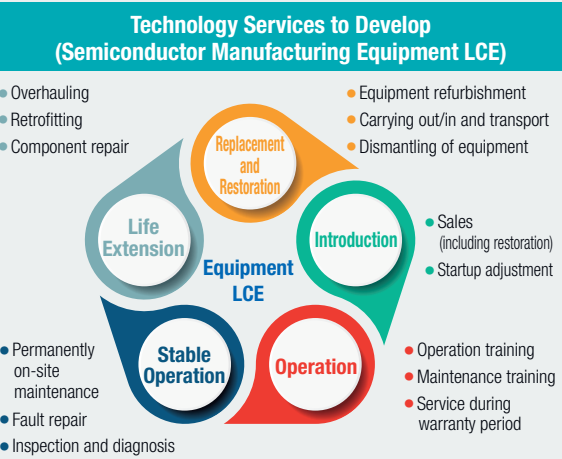 Technology Services to Develop
(Semiconductor Manufacturing Equipment LCE)
Overhauling
Retrofitting
Component repair
Equipment refurbishment
Carrying out/in and transport
Dismantling of equipment
Replacement
and
Restoration
Life
Extension
Introduction
Sales
(including restoration)
Startup adjustment
Equipment
LCE
Stable
Operation
Operation
Permanently
on-site
maintenance
Fault repair
Inspection and diagnosis
Operation training
Maintenance training
Service during
warranty period